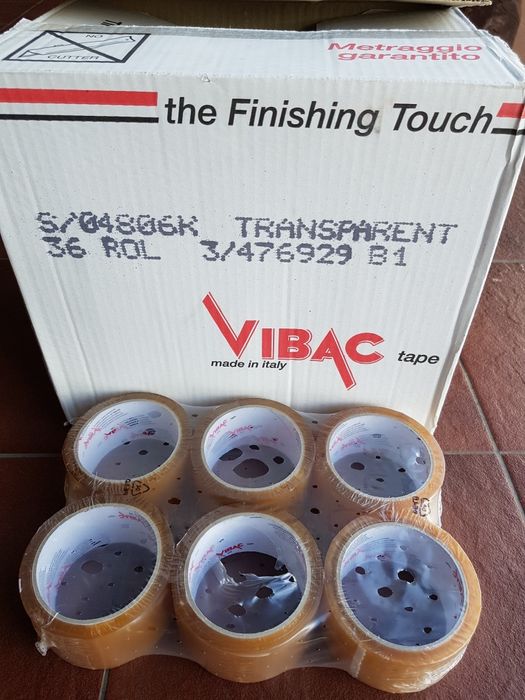 NO
CUTTER
Metraggio
garantito
the Finishing Touch
S/04806K TRANSPARENT
36 ROL 3/476929 B1
VIBAC tape
made in italy